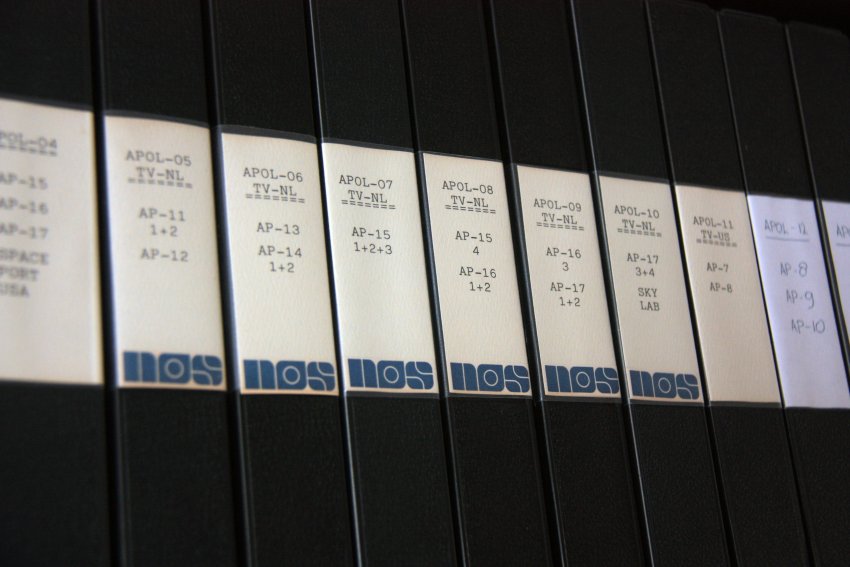 APOL-04
AP-15
AP-16
AP-17
SPACE
PORT
USA
APOL-05
TV-NL
AP-11
1+2
AP-12
nos
APOL-06
TV-NL
AP-13
AP-14
1+2
nos
APOL-07
TV-NL
AP-15
1+2+3
nos
APOL-08
TV-NL
AP-15
4
AP-16
1+2
nos
APOL-09
TV-NL
AP-16
3
AP-17
1+2
nos
APOL-10
TV-NL
AP-17
3+4
SKY
LAB
nos
APOL-11
TV-US
AP-7
AP-8
APOL-12
AP-8
AP-9
AP-10